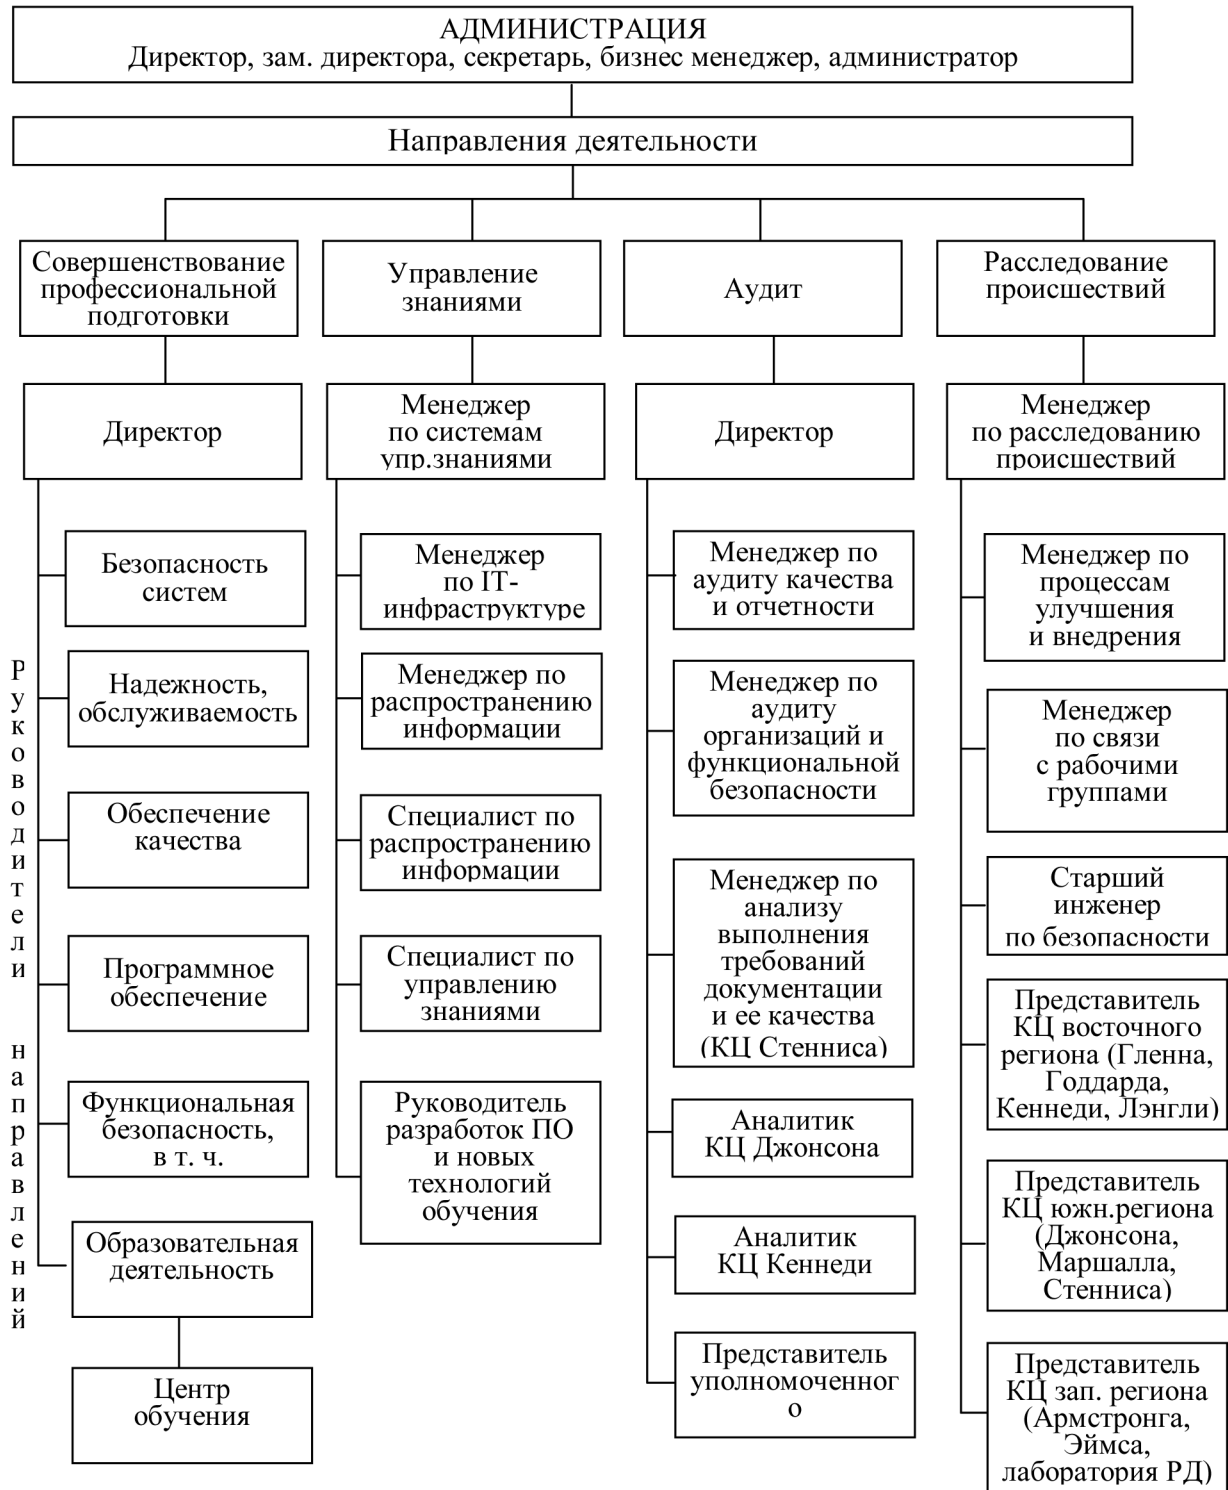 АДМИНИСТРАЦИЯ
Директор, зам. директора, секретарь, бизнес менеджер, администратор
Направления деятельности
Совершенствование
профессиональной
подготовки
Управление
знаниями
Аудит
Расследование
происшествий
Директор
Менеджер
по системам
упр.знаниями
Директор
Менеджер
по расследованию
происшествий
Руководители направлений
Безопасность
систем
Надежность,
обслуживаемость
Обеспечение
качества
Программное
обеспечение
Функциональная
безопасность,
в т. ч.
Образовательная
деятельность
Центр
обучения
Менеджер
по IT-
инфраструктуре
Менеджер по
распространению
информации
Специалист по
распространению
информации
Специалист по
управлению
знаниями
Руководитель
разработок ПО
и новых
технологий
обучения
Менеджер по
аудиту качества
и отчетности
Менеджер по
аудиту
организаций и
функциональной
безопасности
Менеджер по
анализу
выполнения
требований
документации
и ее качества
(КЦ Стенниса)
Аналитик
КЦ Джонсона
Аналитик
КЦ Кеннеди
Представитель
уполномоченног
о
Менеджер по
процессам
улучшения
и внедрения
Менеджер
по связи
с рабочими
группами
Старший
инженер
по безопасности
Представитель
КЦ восточного
региона (Гленна,
Годдарда,
Кеннеди, Лэнгли)
Представитель
КЦ южн.региона
(Джонсона,
Маршалла,
Стенниса)
Представитель
КЦ зап. региона
(Армстронга,
Эймса,
лаборатория РД)